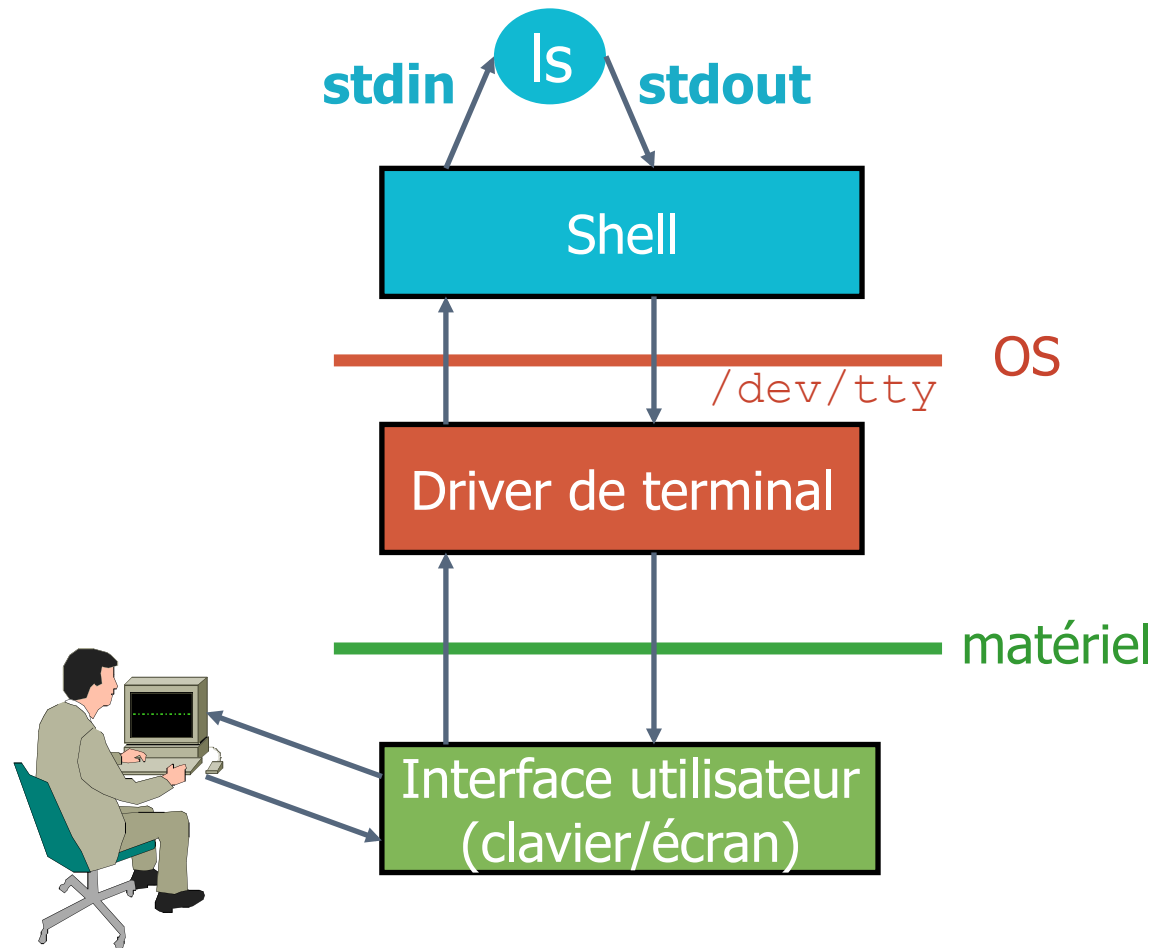 ls
stdin
stdout
Shell
OS
/dev/tty
Driver de terminal
matériel
Interface utilisateur
(clavier/écran)